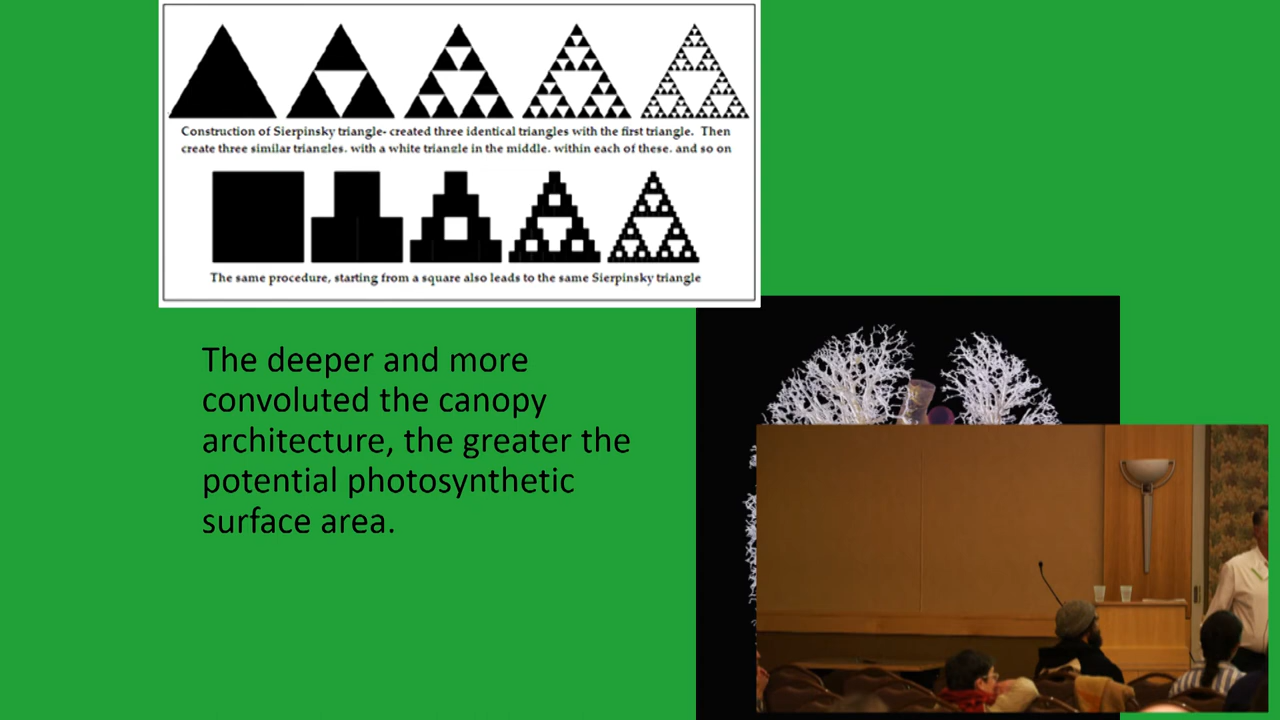 Construction of Sierpinsky triangle- created three identical triangles with the first triangle. Then
create three similar triangles, with a white triangle in the middle, within each of these, and so on
The same procedure, starting from a square also leads to the same Sierpinsky triangle
The deeper and more
convoluted the canopy
architecture, the greater the
potential photosynthetic
surface area.